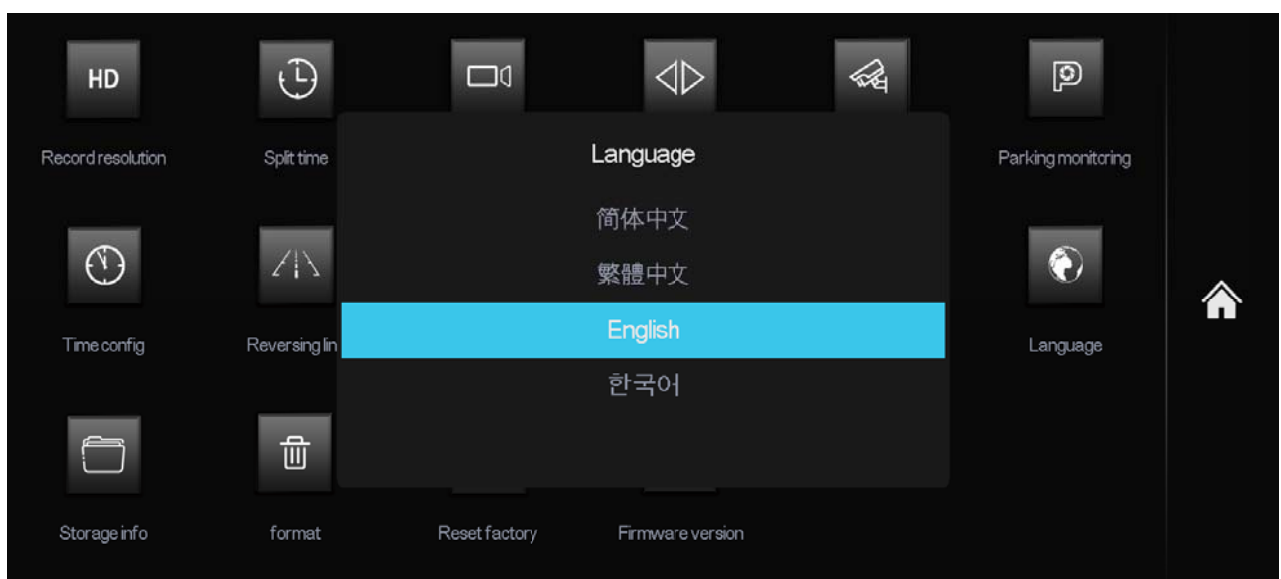 HD
Record resolution
Split time
Parking monitoring
Language
简体中文
繁體中文
English
한국어
Time config
Reversing lin
Language
Storage info
format
Reset factory
Firmware version